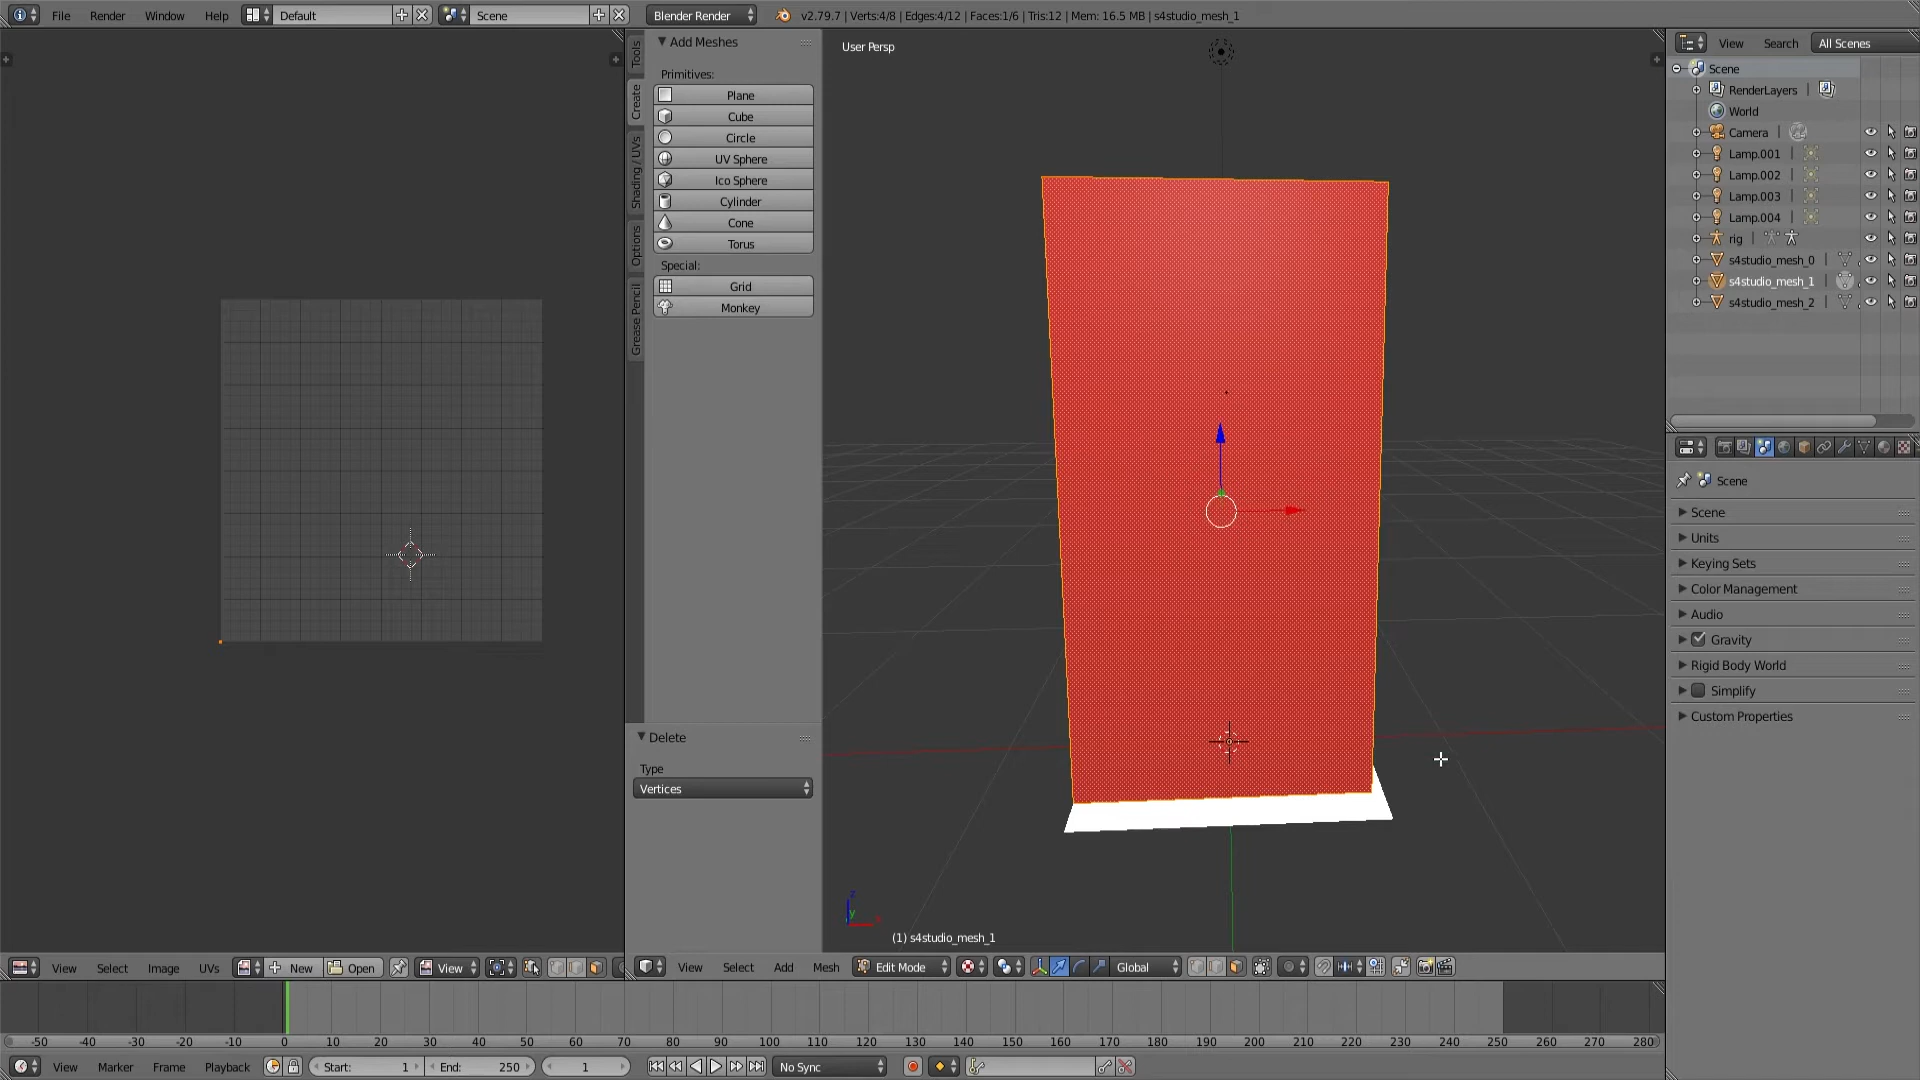 File Render Window Help Default Scene Blender Render v2.79.7 | Verts:4/8 | Edges:4/12 | Faces:1/6 | Tris:12 | Mem: 16.5 MB | s4studio_mesh_1
Tools
Create
Shading / UVs
Options
Grease Pencil
Add Meshes
Primitives:
Plane
Cube
Circle
UV Sphere
Ico Sphere
Cylinder
Cone
Torus
Special:
Grid
Monkey
Delete
Type
Vertices
User Persp
z
y
x
(1) s4studio_mesh_1
View Search All Scenes
Scene
RenderLayers |
World
Camera |
Lamp.001 |
Lamp.002 |
Lamp.003 |
Lamp.004 |
rig |
s4studio_mesh_0 |
s4studio_mesh_1 |
s4studio_mesh_2 |
Scene
Scene
Units
Keying Sets
Color Management
Audio
Gravity
Rigid Body World
Simplify
Custom Properties
View Select Image UVs New Open View
View Select Add Mesh Edit Mode Global
-50 -40 -30 -20 -10 0 10 20 30 40 50 60 70 80 90 100 110 120 130 140 150 160 170 180 190 200 210 220 230 240 250 260 270 280
View Marker Frame Playback Start: 1 End: 250 1 No Sync